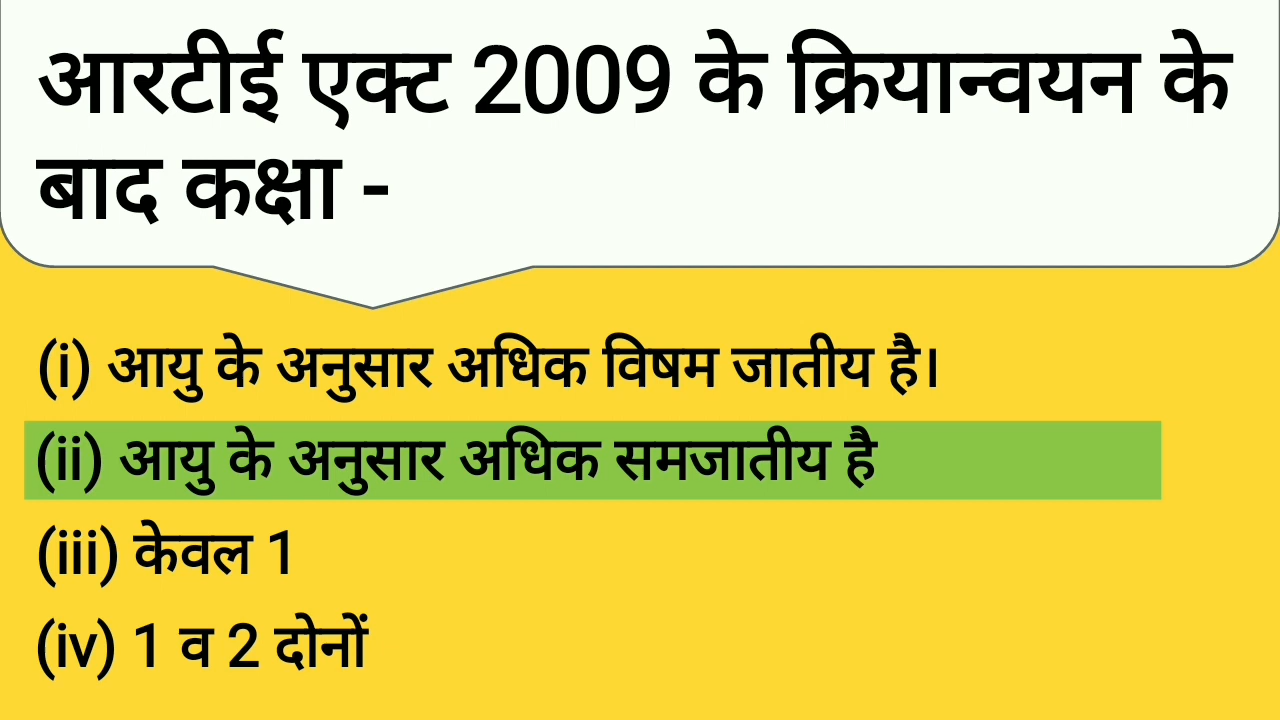 आरटीई एक्ट 2009 के क्रियान्वयन के
बाद कक्षा -
(i) आयु के अनुसार अधिक विषम जातीय है।
(ii) आयु के अनुसार अधिक समजातीय है
(iii) केवल 1
(iv) 1 व 2 दोनों